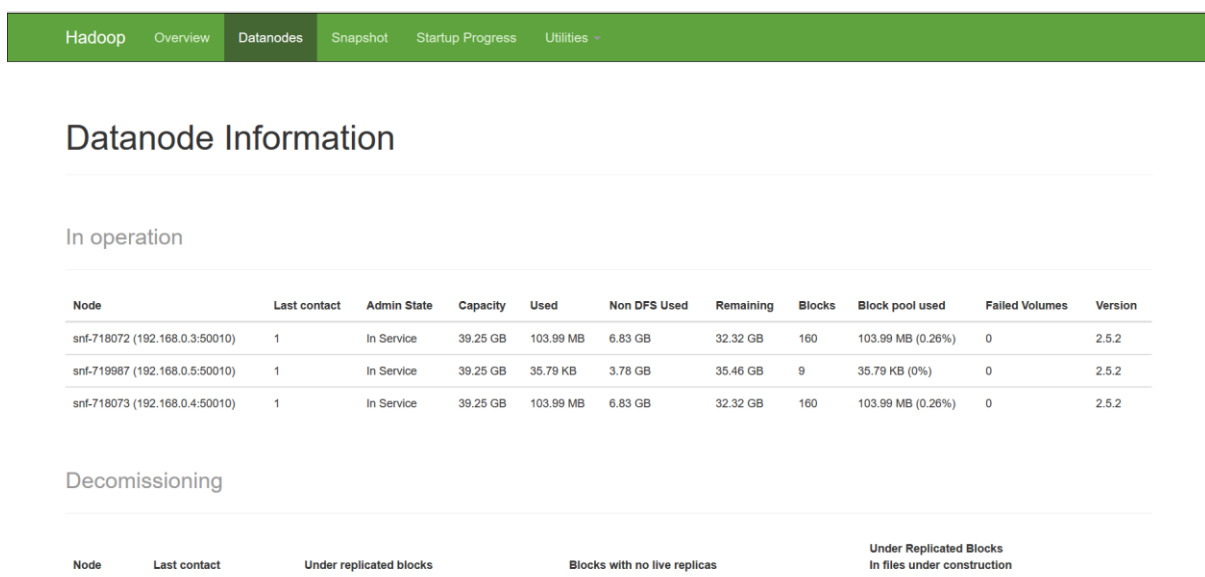 Hadoop Overview Datanodes Snapshot Startup Progress Utilities
Datanode Information
In operation
Node Last contact Admin State Capacity Used Non DFS Used Remaining Blocks Block pool used Failed Volumes Version
snf-718072 (192.168.0.3:50010) 1 In Service 39.25 GB 103.99 MB 6.83 GB 32.32 GB 160 103.99 MB (0.26%) 0 2.5.2
snf-719987 (192.168.0.5:50010) 1 In Service 39.25 GB 35.79 KB 3.78 GB 35.46 GB 9 35.79 KB (0%) 0 2.5.2
snf-718073 (192.168.0.4:50010) 1 In Service 39.25 GB 103.99 MB 6.83 GB 32.32 GB 160 103.99 MB (0.26%) 0 2.5.2
Decomissioning
Under Replicated Blocks
Node Last contact Under replicated blocks Blocks with no live replicas In files under construction